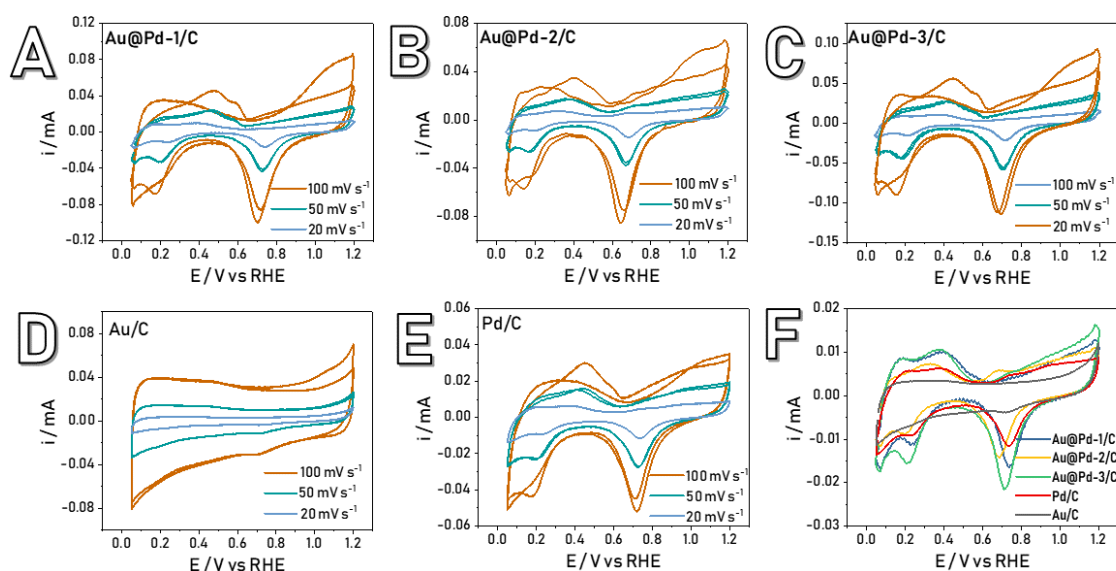 A
Au@Pd-1/C
i / mA
0.12
0.08
0.04
0.00
−0.04
−0.08
−0.12
100 mV s⁻¹
50 mV s⁻¹
20 mV s⁻¹
0.0 0.2 0.4 0.6 0.8 1.0 1.2
E / V vs RHE
B
Au@Pd-2/C
i / mA
0.08
0.04
0.00
−0.04
−0.08
100 mV s⁻¹
50 mV s⁻¹
20 mV s⁻¹
0.0 0.2 0.4 0.6 0.8 1.0 1.2
E / V vs RHE
C
Au@Pd-3/C
i / mA
0.10
0.05
0.00
−0.05
−0.10
−0.15
100 mV s⁻¹
50 mV s⁻¹
20 mV s⁻¹
0.0 0.2 0.4 0.6 0.8 1.0 1.2
E / V vs RHE
D
Au/C
i / mA
0.08
0.04
0.00
−0.04
−0.08
100 mV s⁻¹
50 mV s⁻¹
20 mV s⁻¹
0.0 0.2 0.4 0.6 0.8 1.0 1.2
E / V vs RHE
E
Pd/C
i / mA
0.06
0.04
0.02
0.00
−0.02
−0.04
−0.06
100 mV s⁻¹
50 mV s⁻¹
20 mV s⁻¹
0.0 0.2 0.4 0.6 0.8 1.0 1.2
E / V vs RHE
F
i / mA
0.02
0.01
0.00
−0.01
−0.02
−0.03
Au@Pd-1/C
Au@Pd-2/C
Au@Pd-3/C
Pd/C
Au/C
0.0 0.2 0.4 0.6 0.8 1.0 1.2
E / V vs RHE